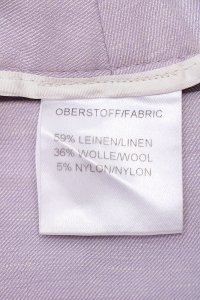 OBERSTOFF/FABRIC
59% LEINEN/LINEN
36% WOLLE/WOOL
5% NYLON/NYLON